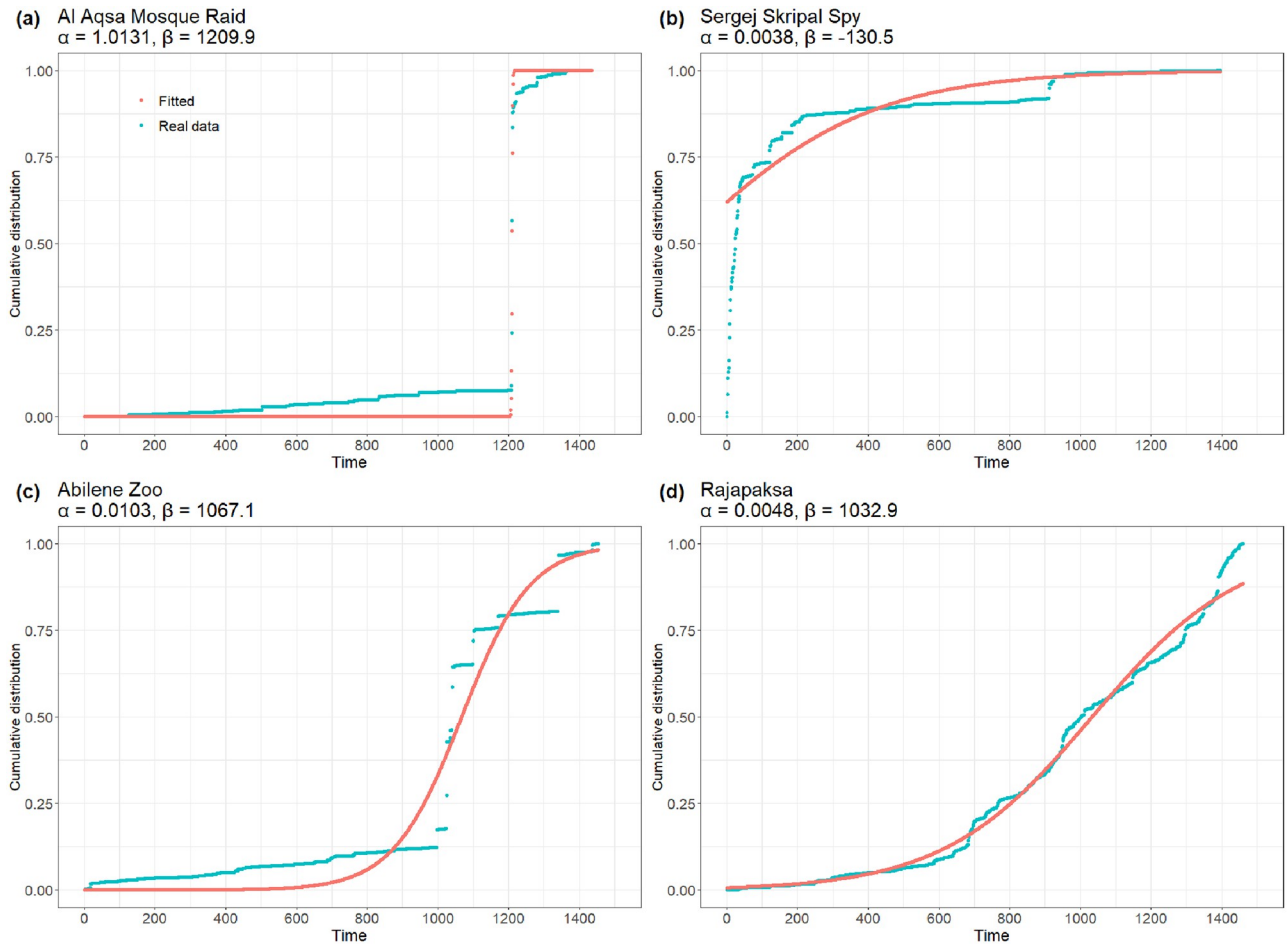 (a) Al Aqsa Mosque Raid
α = 1.0131, β = 1209.9
Cumulative distribution
1.00
0.75
0.50
0.25
0.00
Fitted
Real data
0 200 400 600 800 1000 1200 1400
Time
(b) Sergej Skripal Spy
α = 0.0038, β = -130.5
Cumulative distribution
1.00
0.75
0.50
0.25
0.00
0 200 400 600 800 1000 1200 1400
Time
(c) Abilene Zoo
α = 0.0103, β = 1067.1
Cumulative distribution
1.00
0.75
0.50
0.25
0.00
0 200 400 600 800 1000 1200 1400
Time
(d) Rajapaksa
α = 0.0048, β = 1032.9
Cumulative distribution
1.00
0.75
0.50
0.25
0.00
0 200 400 600 800 1000 1200 1400
Time